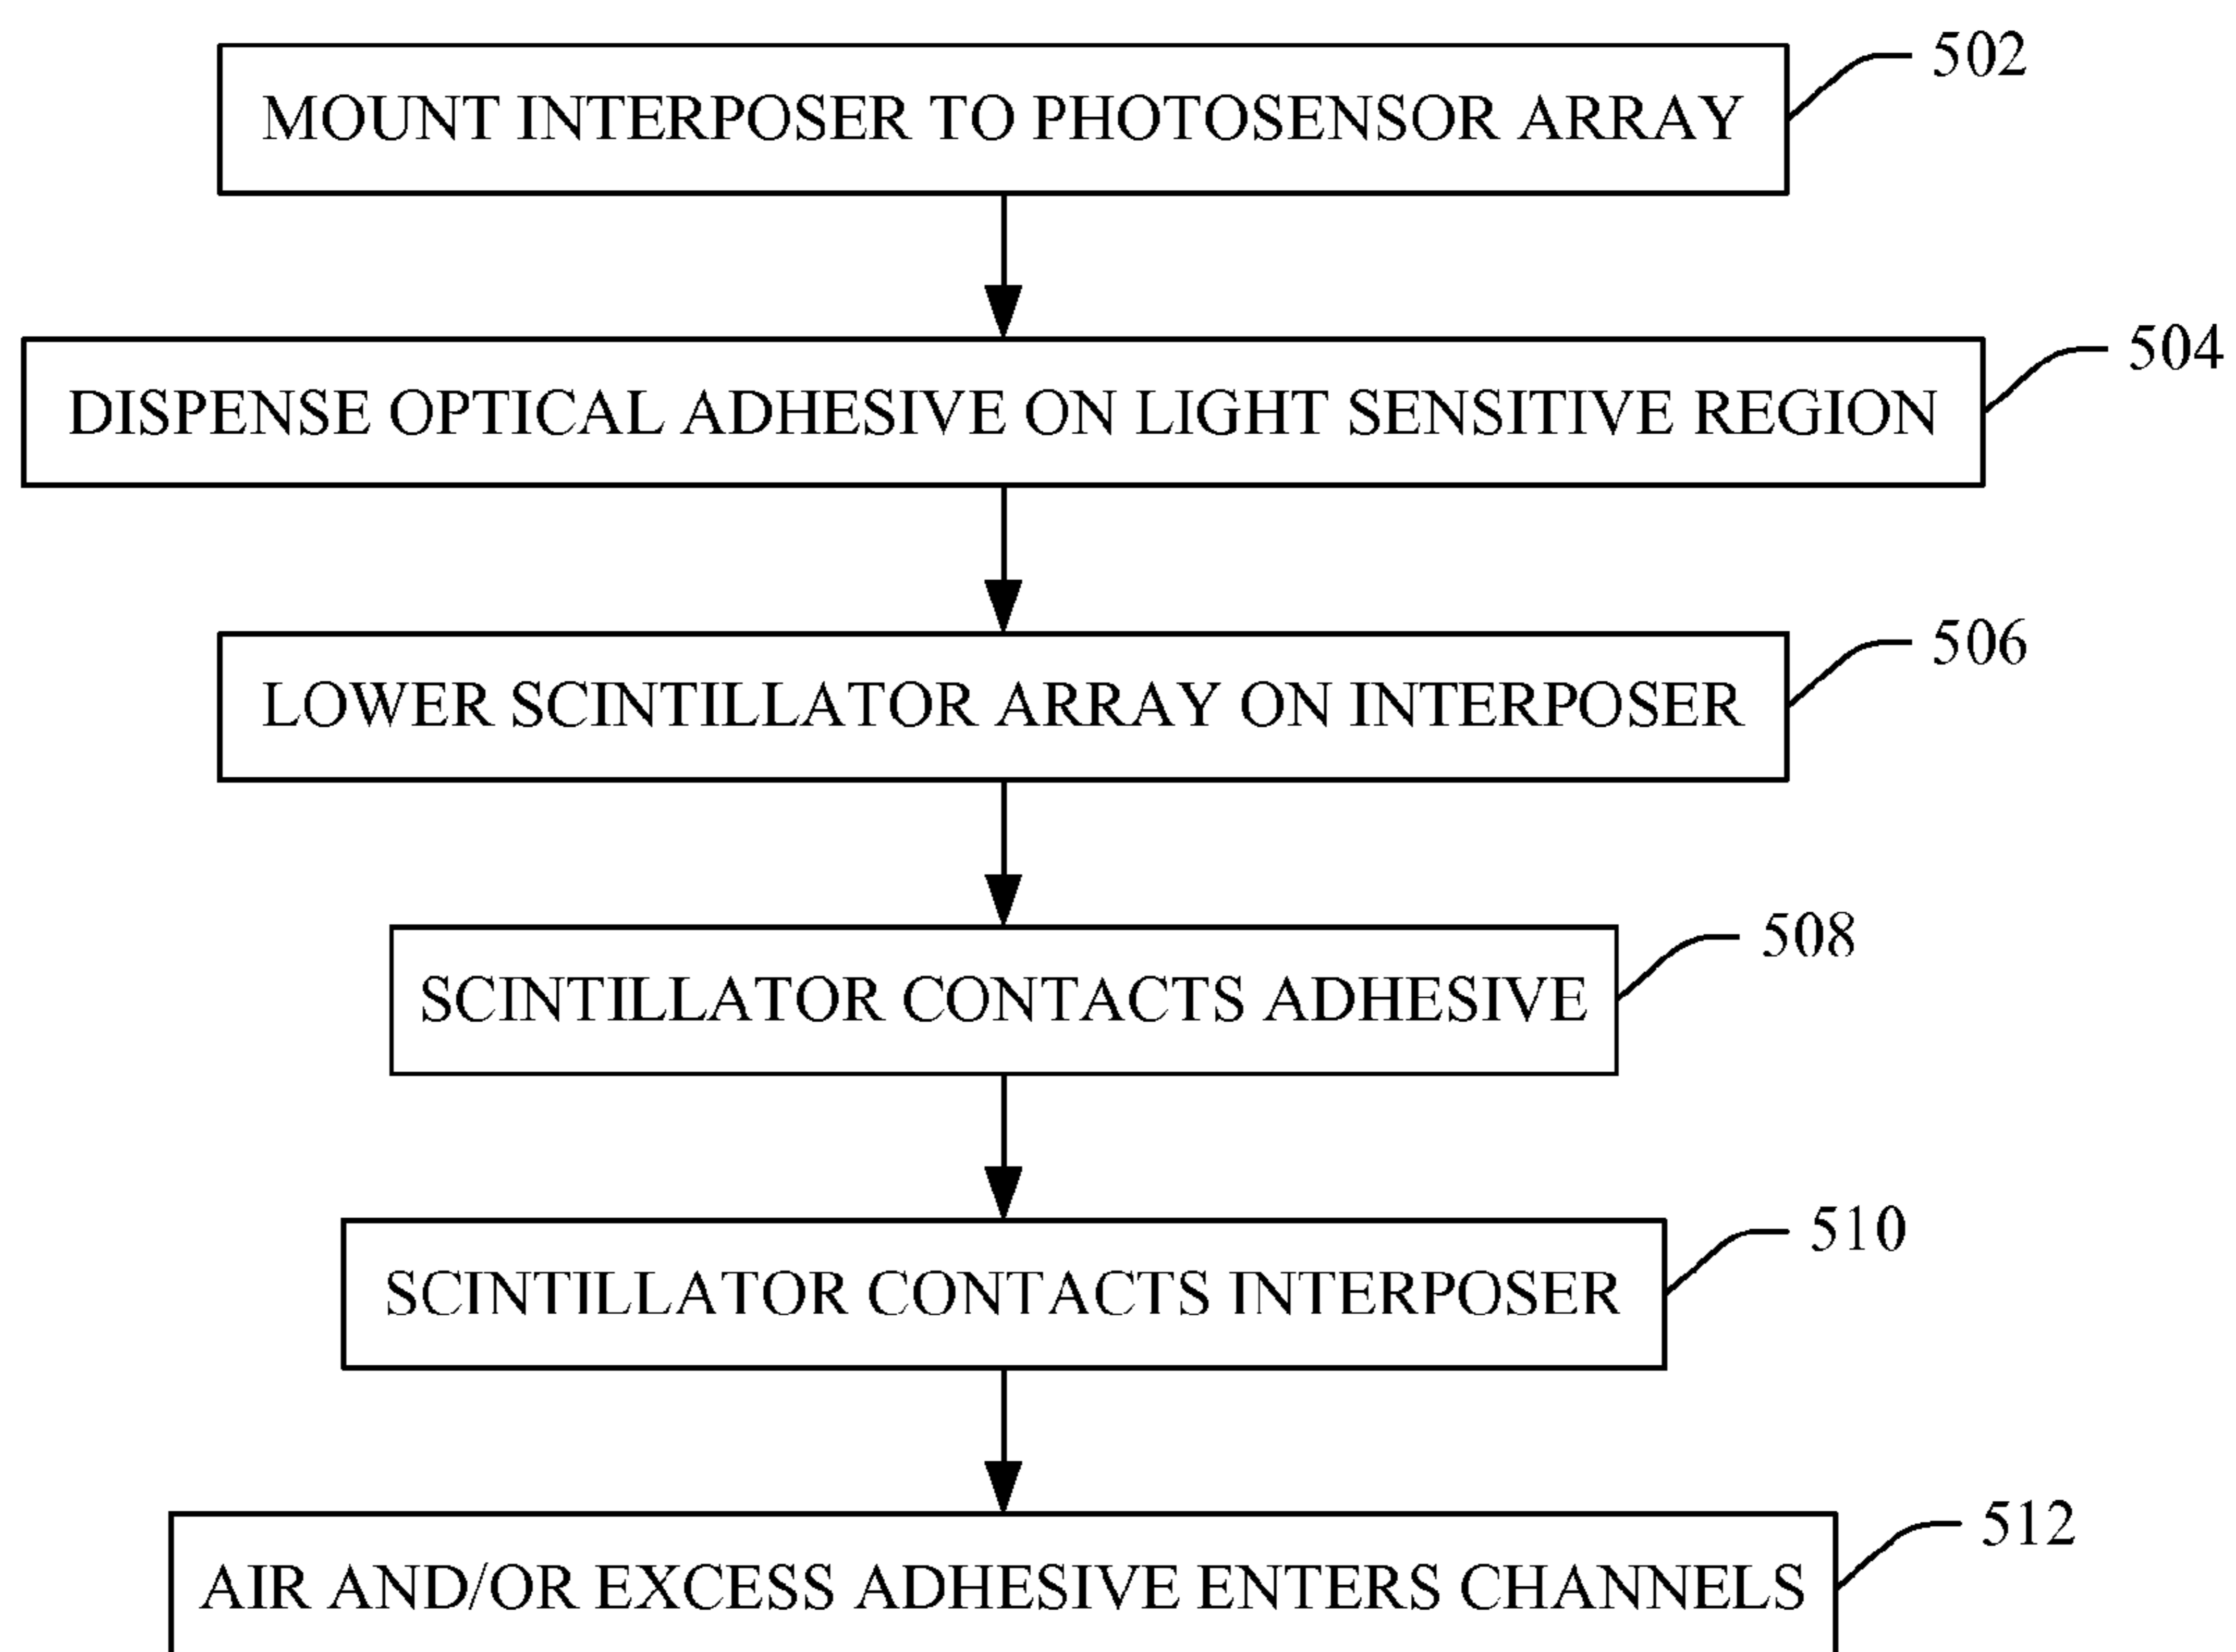 MOUNT INTERPOSER TO PHOTOSENSOR ARRAY
502
DISPENSE OPTICAL ADHESIVE ON LIGHT SENSITIVE REGION
504
LOWER SCINTILLATOR ARRAY ON INTERPOSER
506
SCINTILLATOR CONTACTS ADHESIVE
508
SCINTILLATOR CONTACTS INTERPOSER
510
AIR AND/OR EXCESS ADHESIVE ENTERS CHANNELS
512